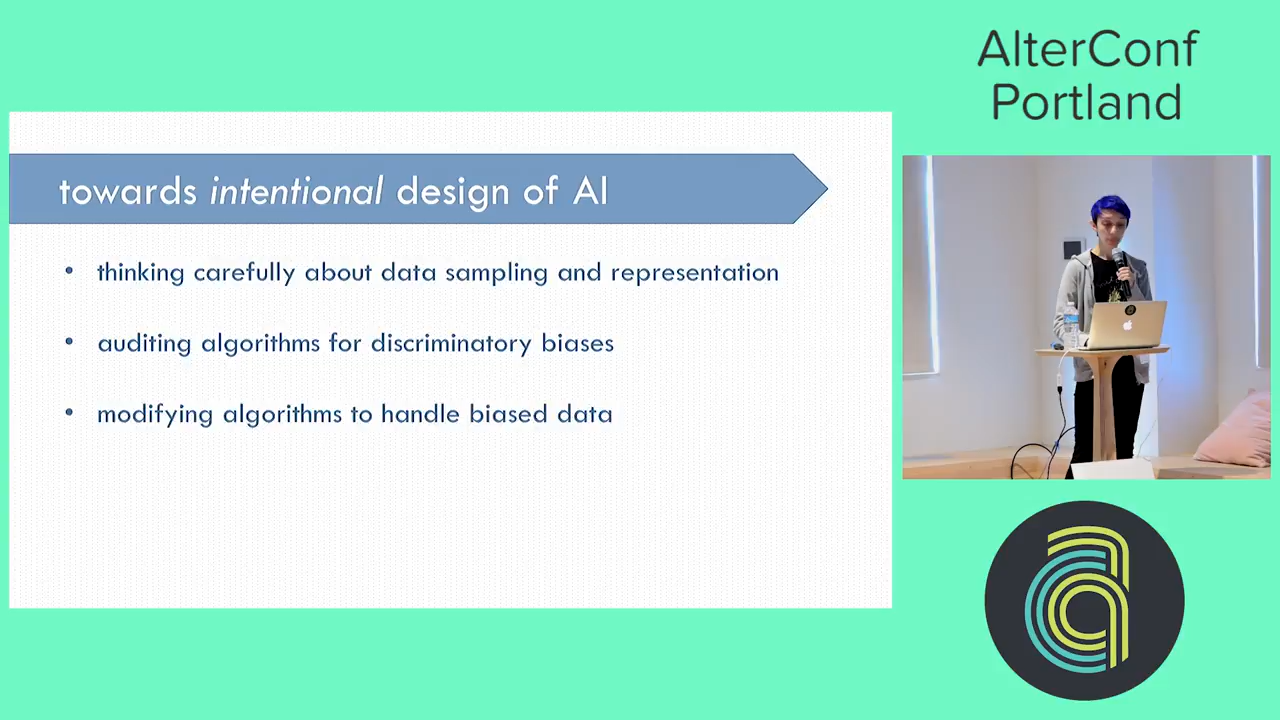 AlterConf
Portland
towards intentional design of AI
• thinking carefully about data sampling and representation
• auditing algorithms for discriminatory biases
• modifying algorithms to handle biased data